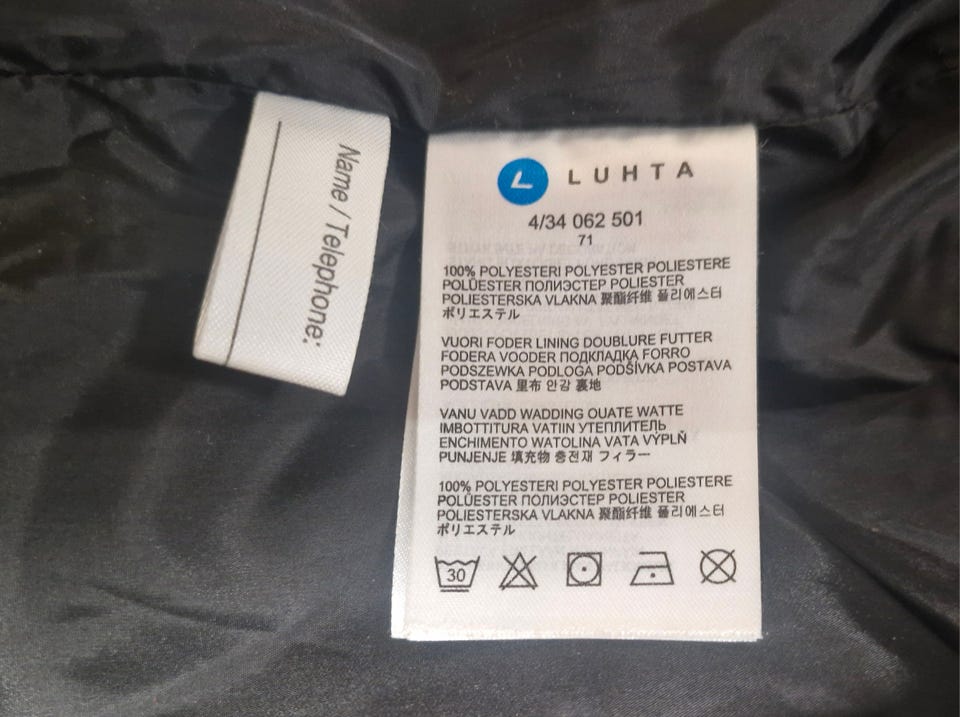 Name / Telephone:
L LUHTA
4/34 062 501
71
100% POLYESTERI POLYESTER POLIESTERE
POLÜESTER ПОЛИЭСТЕР POLIESTER
POLIESTERSKA VLAKNA 聚酯纤维 폴리에스터
ポリエステル
VUORI FODER LINING DOUBLURE FUTTER
FODERA VOODER ПОДКЛАДКА FORRO
PODSZEWKA PODLOGA PODŠÍVKA POSTAVA
PODSTAVA 里布 안감 裏地
VANU VADD WADDING OUATE WATTE
IMBOTTITURA VATIIN УТЕПЛИТЕЛЬ
ENCHIMENTO WATOLINA VATA VÝPLŇ
PUNJENJE 填充物 충전재 フィラー
100% POLYESTERI POLYESTER POLIESTERE
POLÜESTER ПОЛИЭСТЕР POLIESTER
POLIESTERSKA VLAKNA 聚酯纤维 폴리에스터
ポリエステル
30